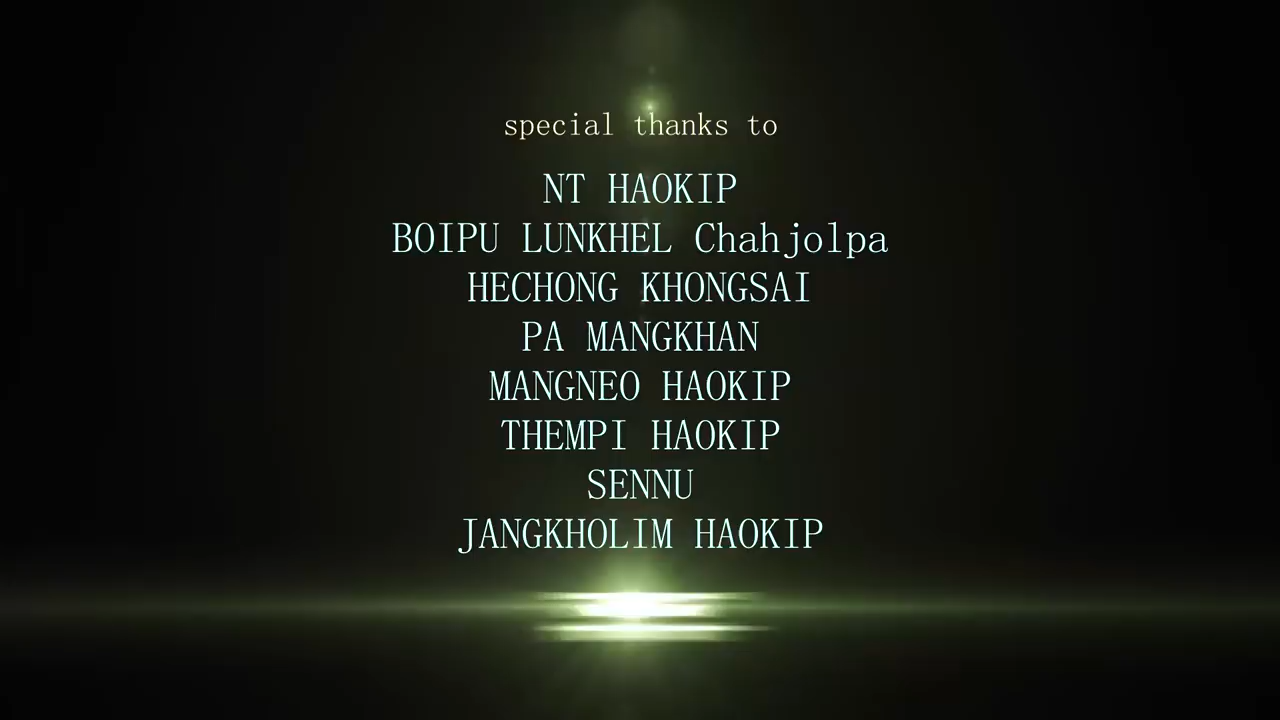 special thanks to
NT HAOKIP
BOIPU LUNKHEL Chahjolpa
HECHONG KHONGSAI
PA MANGKHAN
MANGNEO HAOKIP
THEMPI HAOKIP
SENNU
JANGKHOLIM HAOKIP